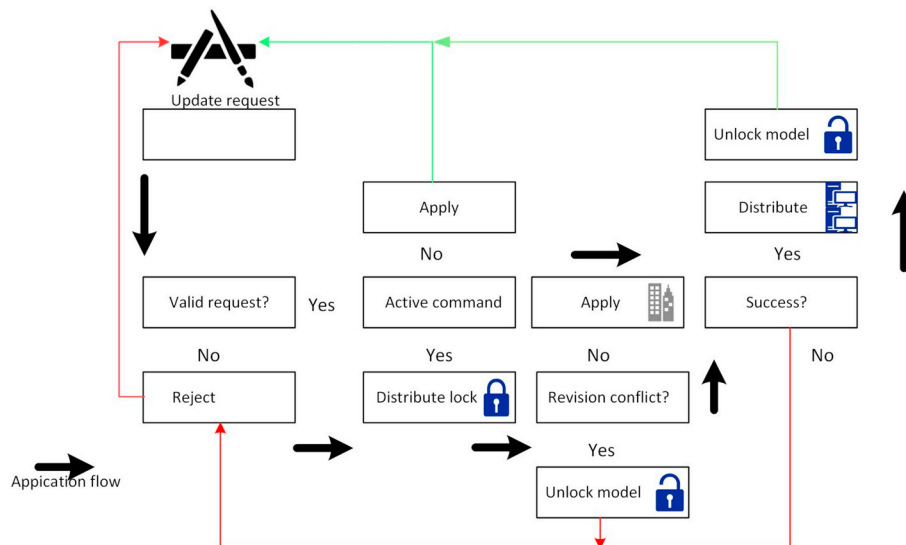 Update request
Unlock model
Apply
Distribute
No
Yes
Valid request?
Yes
Active command
Apply
Success?
No
Yes
No
No
Reject
Distribute lock
Revision conflict?
Yes
Appication flow
Unlock model